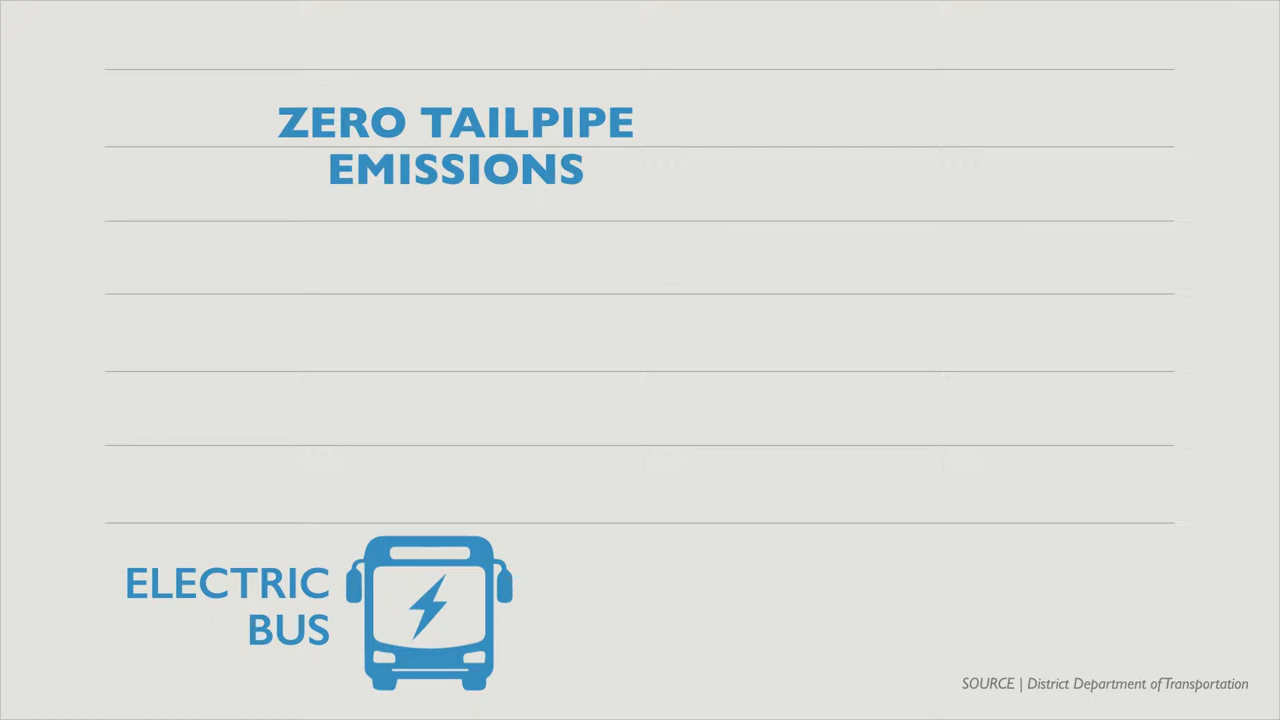 ZERO TAILPIPE
EMISSIONS
ELECTRIC
BUS
SOURCE | District Department of Transportation